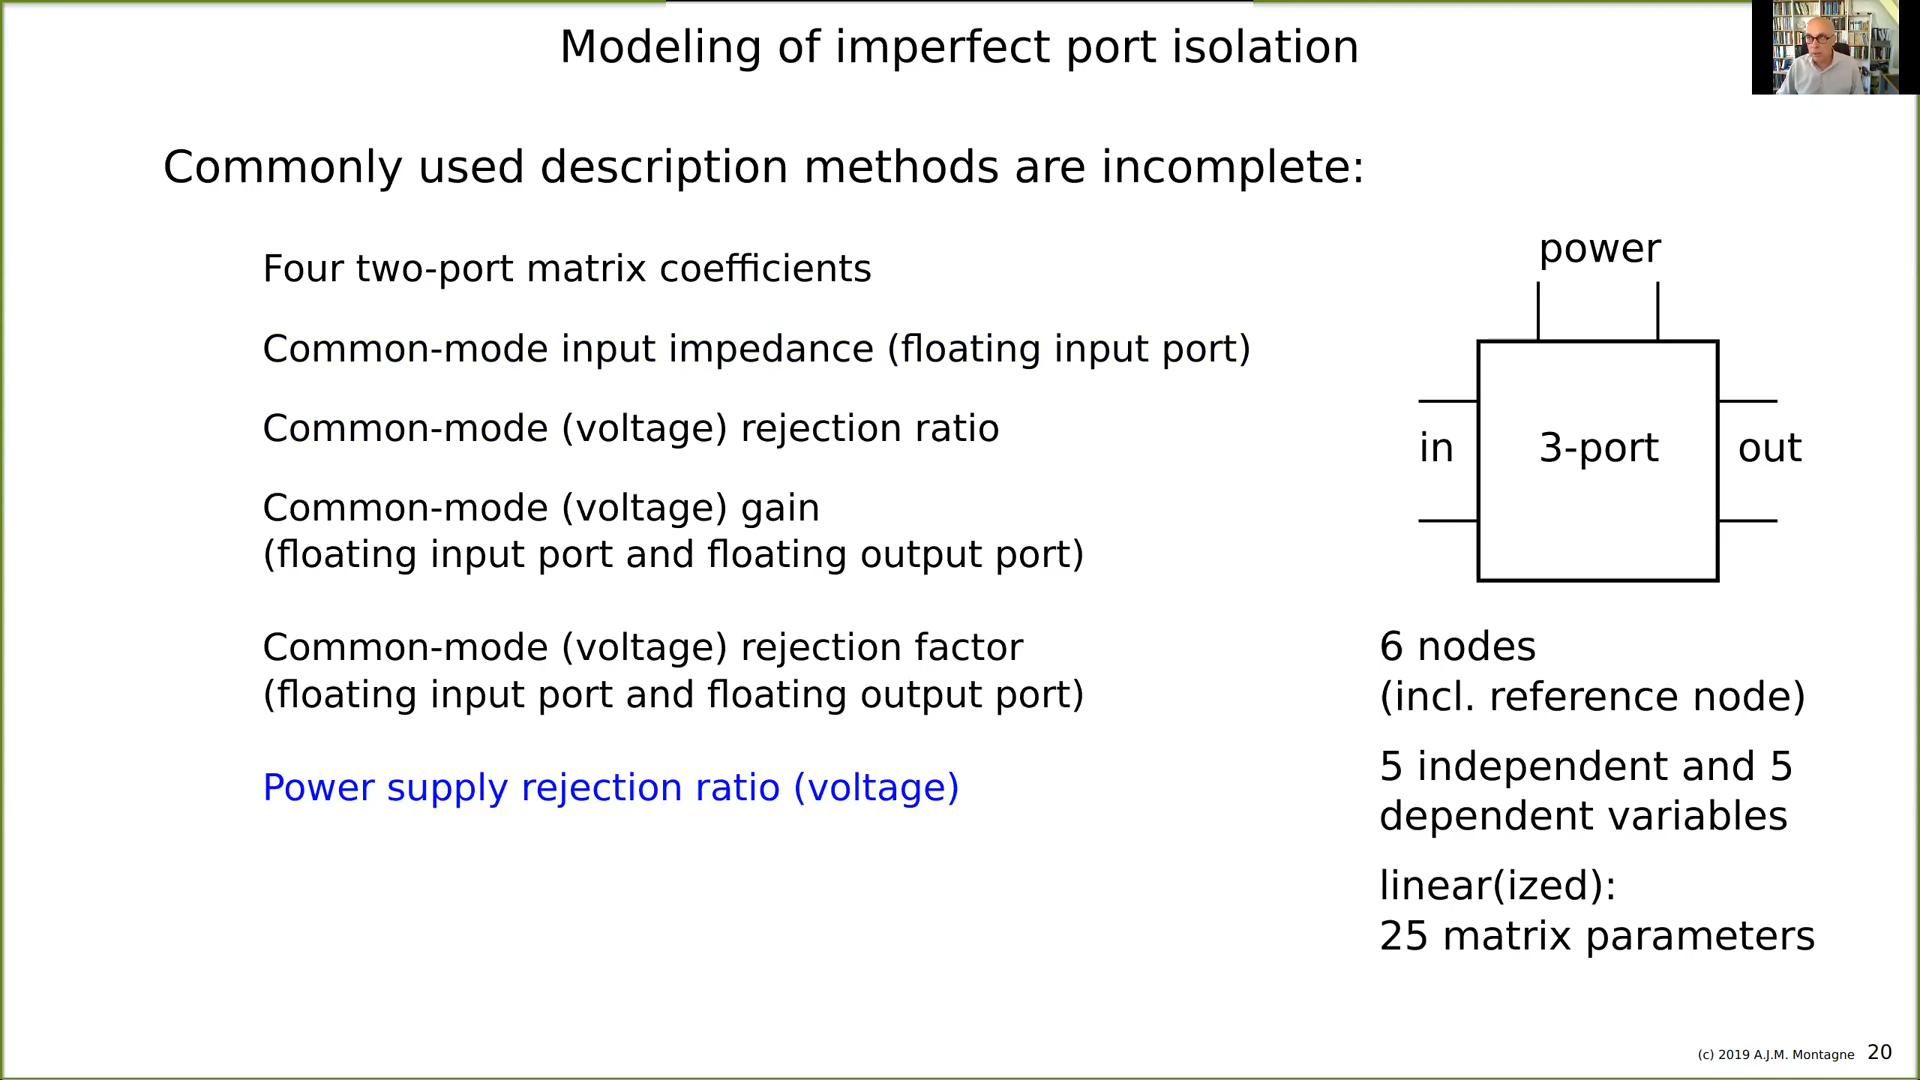 Modeling of imperfect port isolation
Commonly used description methods are incomplete:
Four two-port matrix coefficients
Common-mode input impedance (floating input port)
Common-mode (voltage) rejection ratio
Common-mode (voltage) gain
(floating input port and floating output port)
Common-mode (voltage) rejection factor
(floating input port and floating output port)
Power supply rejection ratio (voltage)
power
in
3-port
out
6 nodes
(incl. reference node)
5 independent and 5
dependent variables
linear(ized):
25 matrix parameters
(c) 2019 A.J.M. Montagne 20